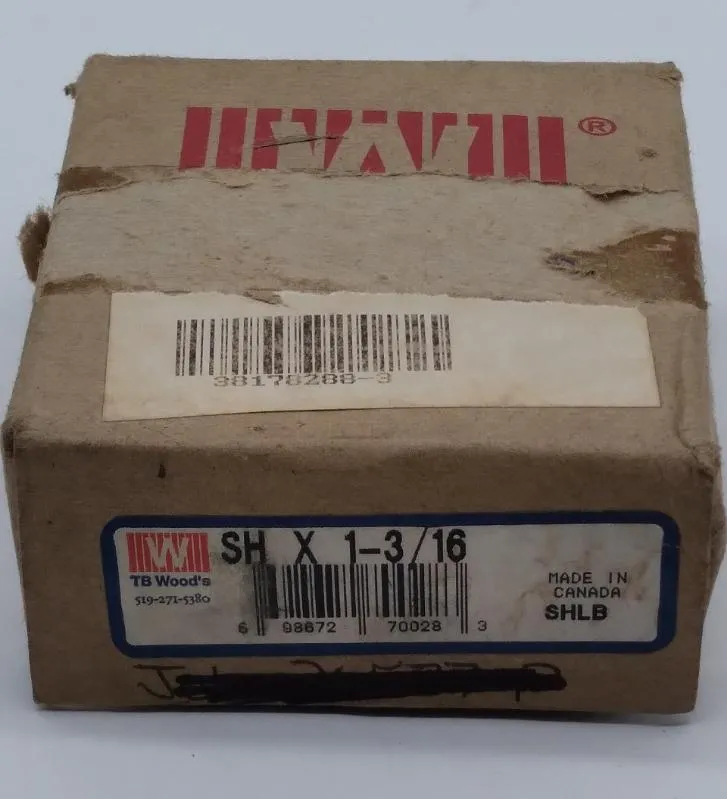 ®
38178288-3
W
SH X 1-3/16
TB Wood's
519-271-5380
6 98672 70028 3
MADE IN
CANADA
SHLB